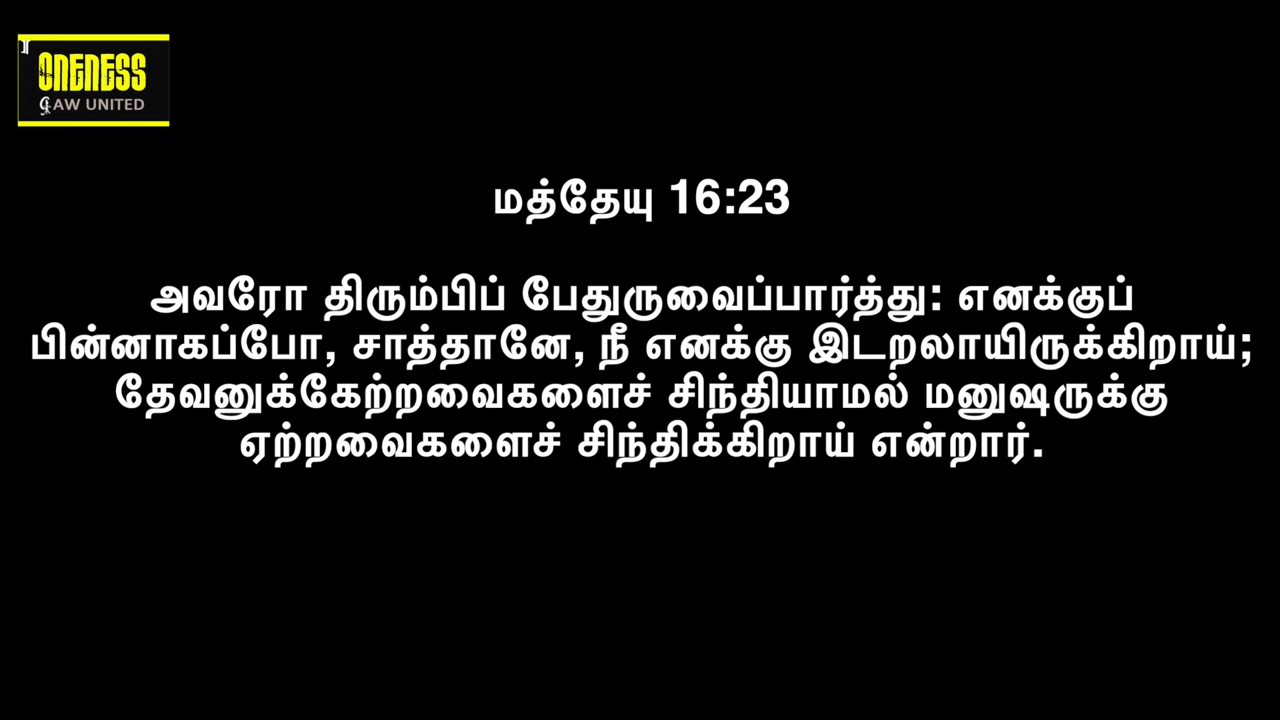 ONENESS
GAW UNITED
மத்தேயு 16:23
அவரோ திரும்பிப் பேதுருவைப்பார்த்து: எனக்குப்
பின்னாகப்போ, சாத்தானே, நீ எனக்கு இடறலாயிருக்கிறாய்;
தேவனுக்கேற்றவைகளைச் சிந்தியாமல் மனுஷருக்கு
ஏற்றவைகளைச் சிந்திக்கிறாய் என்றார்.